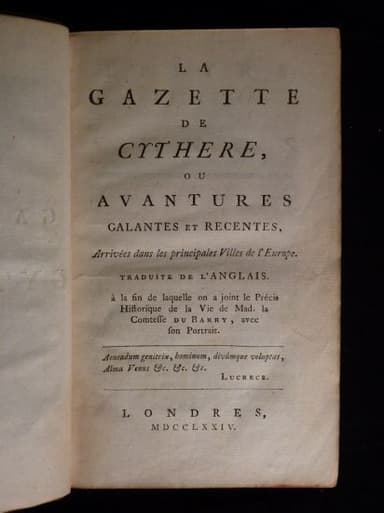 LA
GAZETTE
DE
CYTHERE,
OU
AVANTURES
GALANTES ET RECENTES,
Arrivées dans les principales Villes de l'Europe.
TRADUITE DE L'ANGLAIS.
à la fin de laquelle on a joint le Précis
Historique de la Vie de Mad. la
Comtesse DU BARRY, avec
son Portrait.
Aeneadum genitrix, hominum, divûmque voluptas,
Alma Venus &c. &c. &c.
LUCRECE.
LONDRES,
MDCCLXXIV.